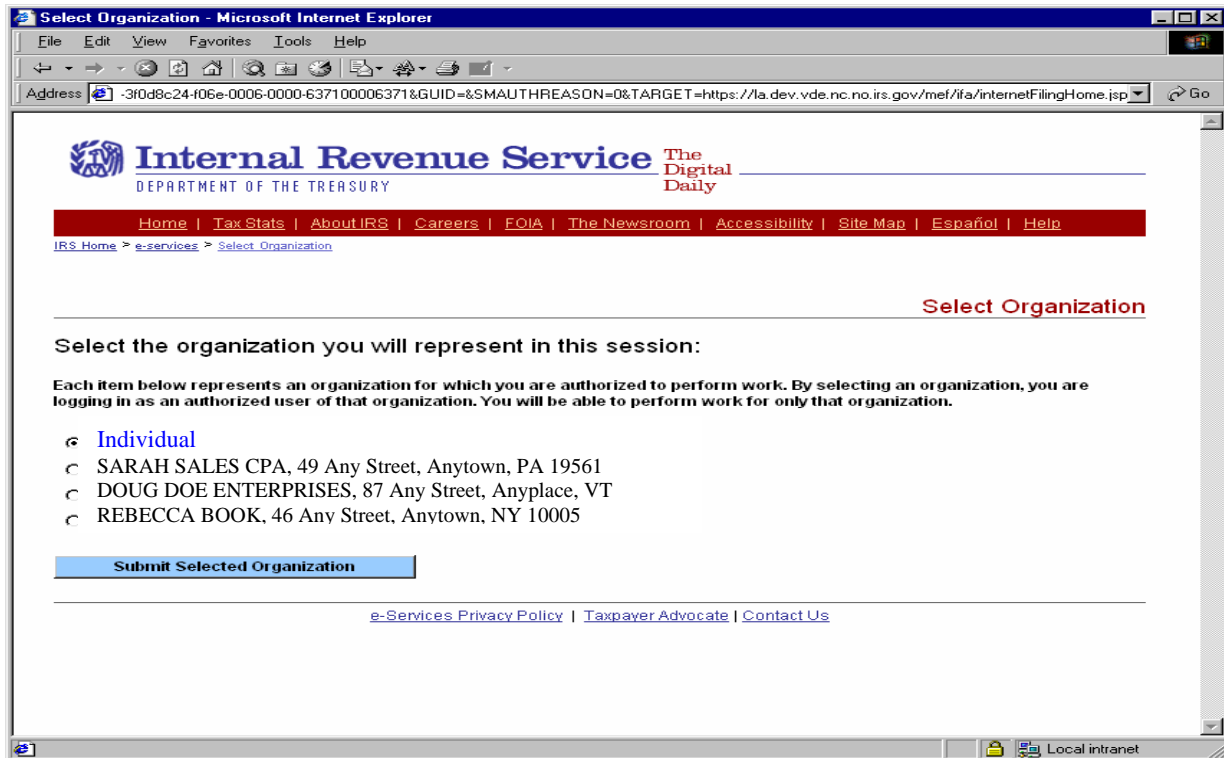 Select Organization - Microsoft Internet Explorer
File Edit View Favorites Tools Help
Address -3f0d8c24-f06e-0006-0000-637100006371&GUID=&SMAUTHREASON=0&TARGET=https://la.dev.vde.nc.no.irs.gov/mef/ifa/internetFilingHome.jsp Go
Internal Revenue Service
DEPARTMENT OF THE TREASURY
The
Digital
Daily
Home | Tax Stats | About IRS | Careers | FOIA | The Newsroom | Accessibility | Site Map | Español | Help
IRS Home > e-services > Select Organization
Select Organization
Select the organization you will represent in this session:
Each item below represents an organization for which you are authorized to perform work. By selecting an organization, you are
logging in as an authorized user of that organization. You will be able to perform work for only that organization.
Individual
SARAH SALES CPA, 49 Any Street, Anytown, PA 19561
DOUG DOE ENTERPRISES, 87 Any Street, Anyplace, VT
REBECCA BOOK, 46 Any Street, Anytown, NY 10005
Submit Selected Organization
e-Services Privacy Policy | Taxpayer Advocate | Contact Us
Local intranet